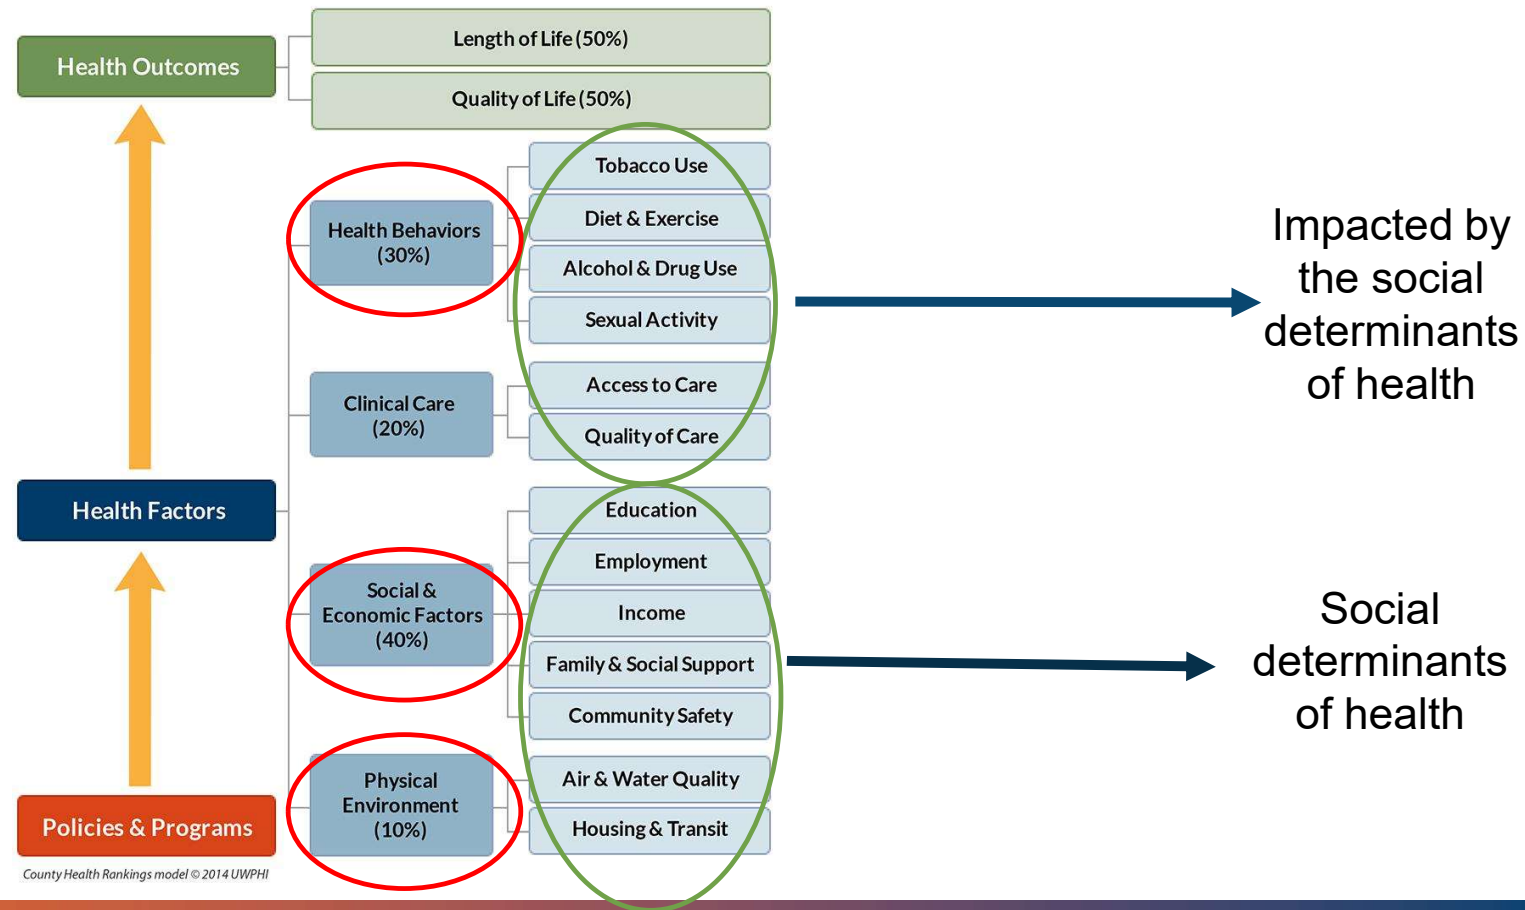 Health Outcomes
Length of Life (50%)
Quality of Life (50%)
Health Behaviors
(30%)
Tobacco Use
Diet & Exercise
Alcohol & Drug Use
Sexual Activity
Impacted by
the social
determinants
of health
Clinical Care
(20%)
Access to Care
Quality of Care
Health Factors
Social &
Economic Factors
(40%)
Education
Employment
Income
Family & Social Support
Community Safety
Social
determinants
of health
Physical
Environment
(10%)
Air & Water Quality
Housing & Transit
Policies & Programs
County Health Rankings model © 2014 UWPHI